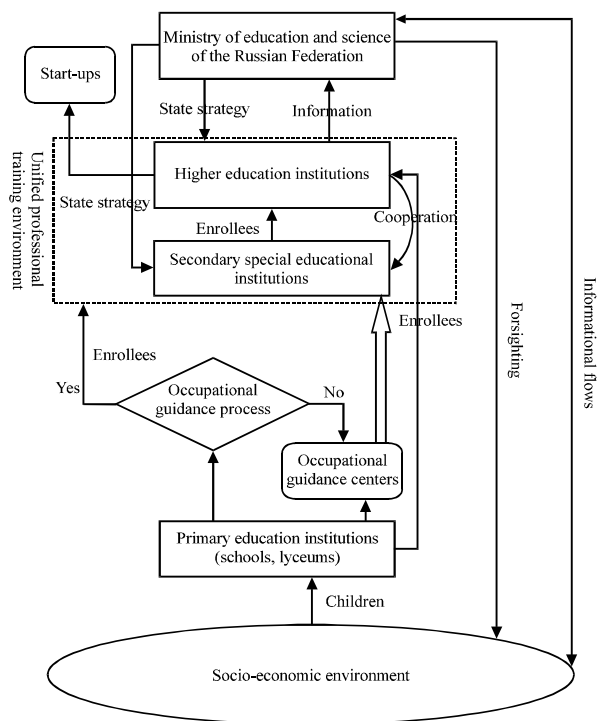 Ministry of education and science
of the Russian Federation
Start-ups
State strategy
Information
Unified professional
training environment
Higher education institutions
State strategy
Cooperation
Enrollees
Secondary special educational
institutions
Enrollees
Forsighting
Informational flows
Enrollees
Yes
Occupational
guidance process
No
Occupational
guidance centers
Primary education institutions
(schools, lyceums)
Children
Socio-economic environment